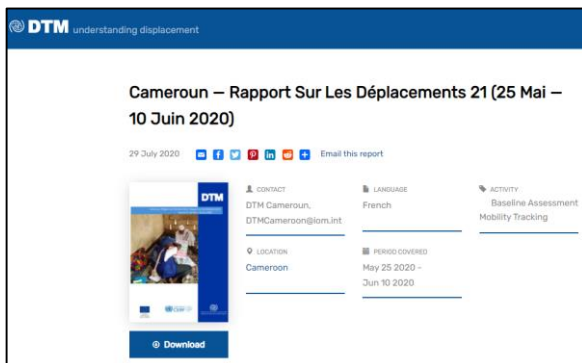 DTM understanding displacement
Cameroun — Rapport Sur Les Déplacements 21 (25 Mai —
10 Juin 2020)
29 July 2020 Email this report
DTM
CONTACT
DTM Cameroun,
DTMCameroon@iom.int
LANGUAGE
French
ACTIVITY
Baseline Assessment
Mobility Tracking
LOCATION
Cameroon
PERIOD COVERED
May 25 2020 -
Jun 10 2020
Download